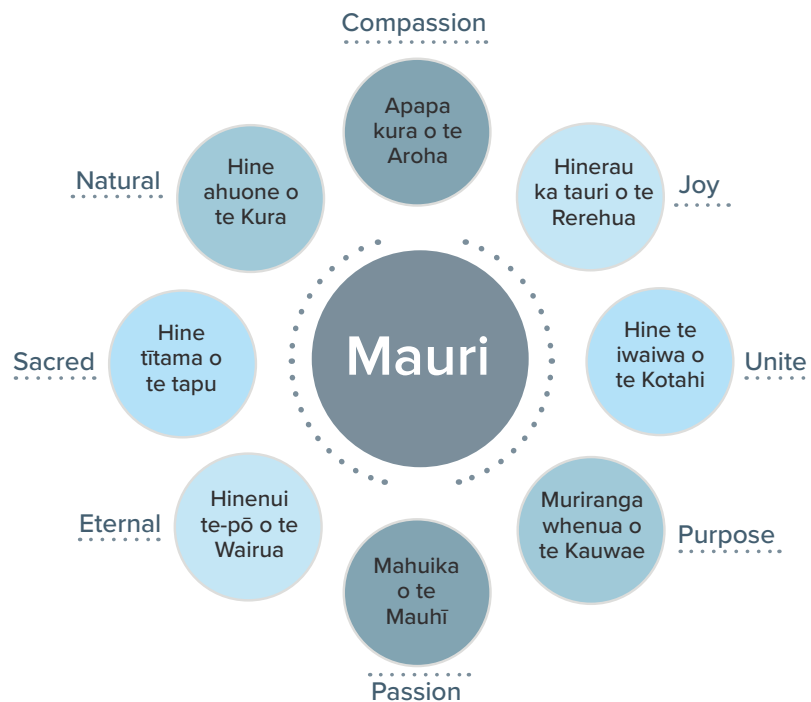 Compassion
Apapa
kura o te
Aroha
Hinerau
ka tauri o te
Rerehua
Joy
Hine te
iwaiwa o
te Kotahi
Unite
Muriranga
whenua o
te Kauwae
Purpose
Mahuika
o te
Mauhī
Passion
Hinenui
te-pō o te
Wairua
Eternal
Hine
tītama o
te tapu
Sacred
Hine
ahuone o
te Kura
Natural
Mauri